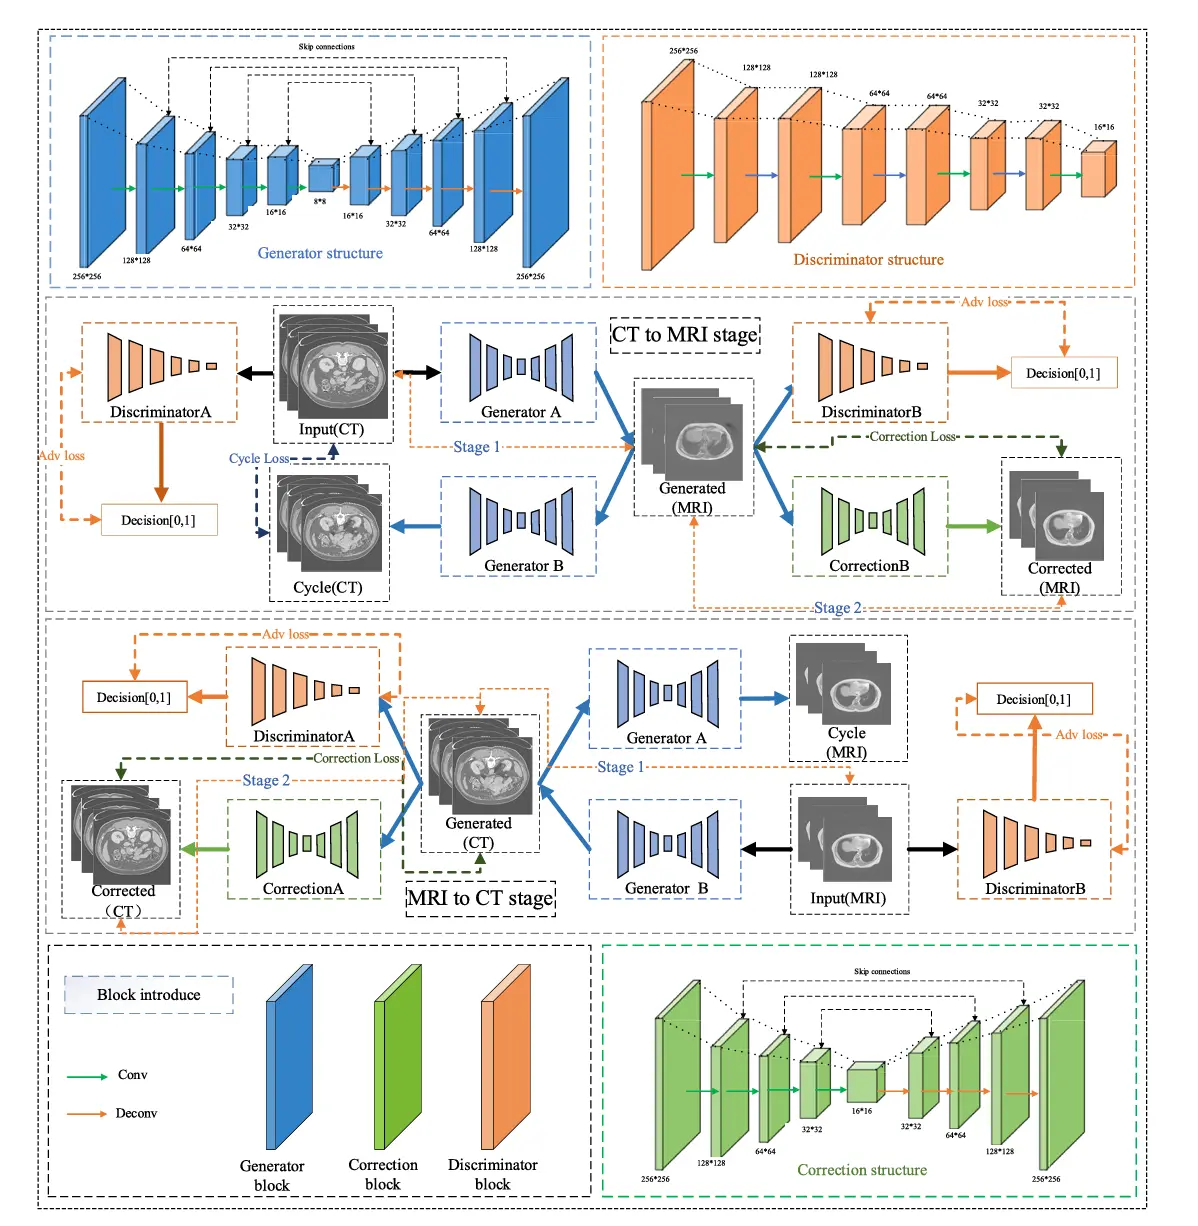 Skip connections
256*256
128*128
64*64
32*32
16*16
8*8
16*16
32*32
64*64
128*128
256*256
Generator structure
256*256
128*128
128*128
64*64
64*64
32*32
32*32
16*16
Discriminator structure
CT to MRI stage
DiscriminatorA
Adv loss
Decision[0,1]
Input(CT)
Cycle Loss
Cycle(CT)
Generator A
Stage 1
Generator B
Generated
(MRI)
Adv loss
DiscriminatorB
Decision[0,1]
Correction Loss
CorrectionB
Corrected
(MRI)
Stage 2
Adv loss
Decision[0,1]
DiscriminatorA
Correction Loss
Stage 2
Corrected
(CT)
CorrectionA
Generated
(CT)
MRI to CT stage
Generator A
Stage 1
Generator B
Cycle
(MRI)
Input(MRI)
Decision[0,1]
Adv loss
DiscriminatorB
Block introduce
Conv
Deconv
Generator
block
Correction
block
Discriminator
block
Skip connections
256*256
128*128
64*64
32*32
16*16
32*32
64*64
128*128
256*256
Correction structure